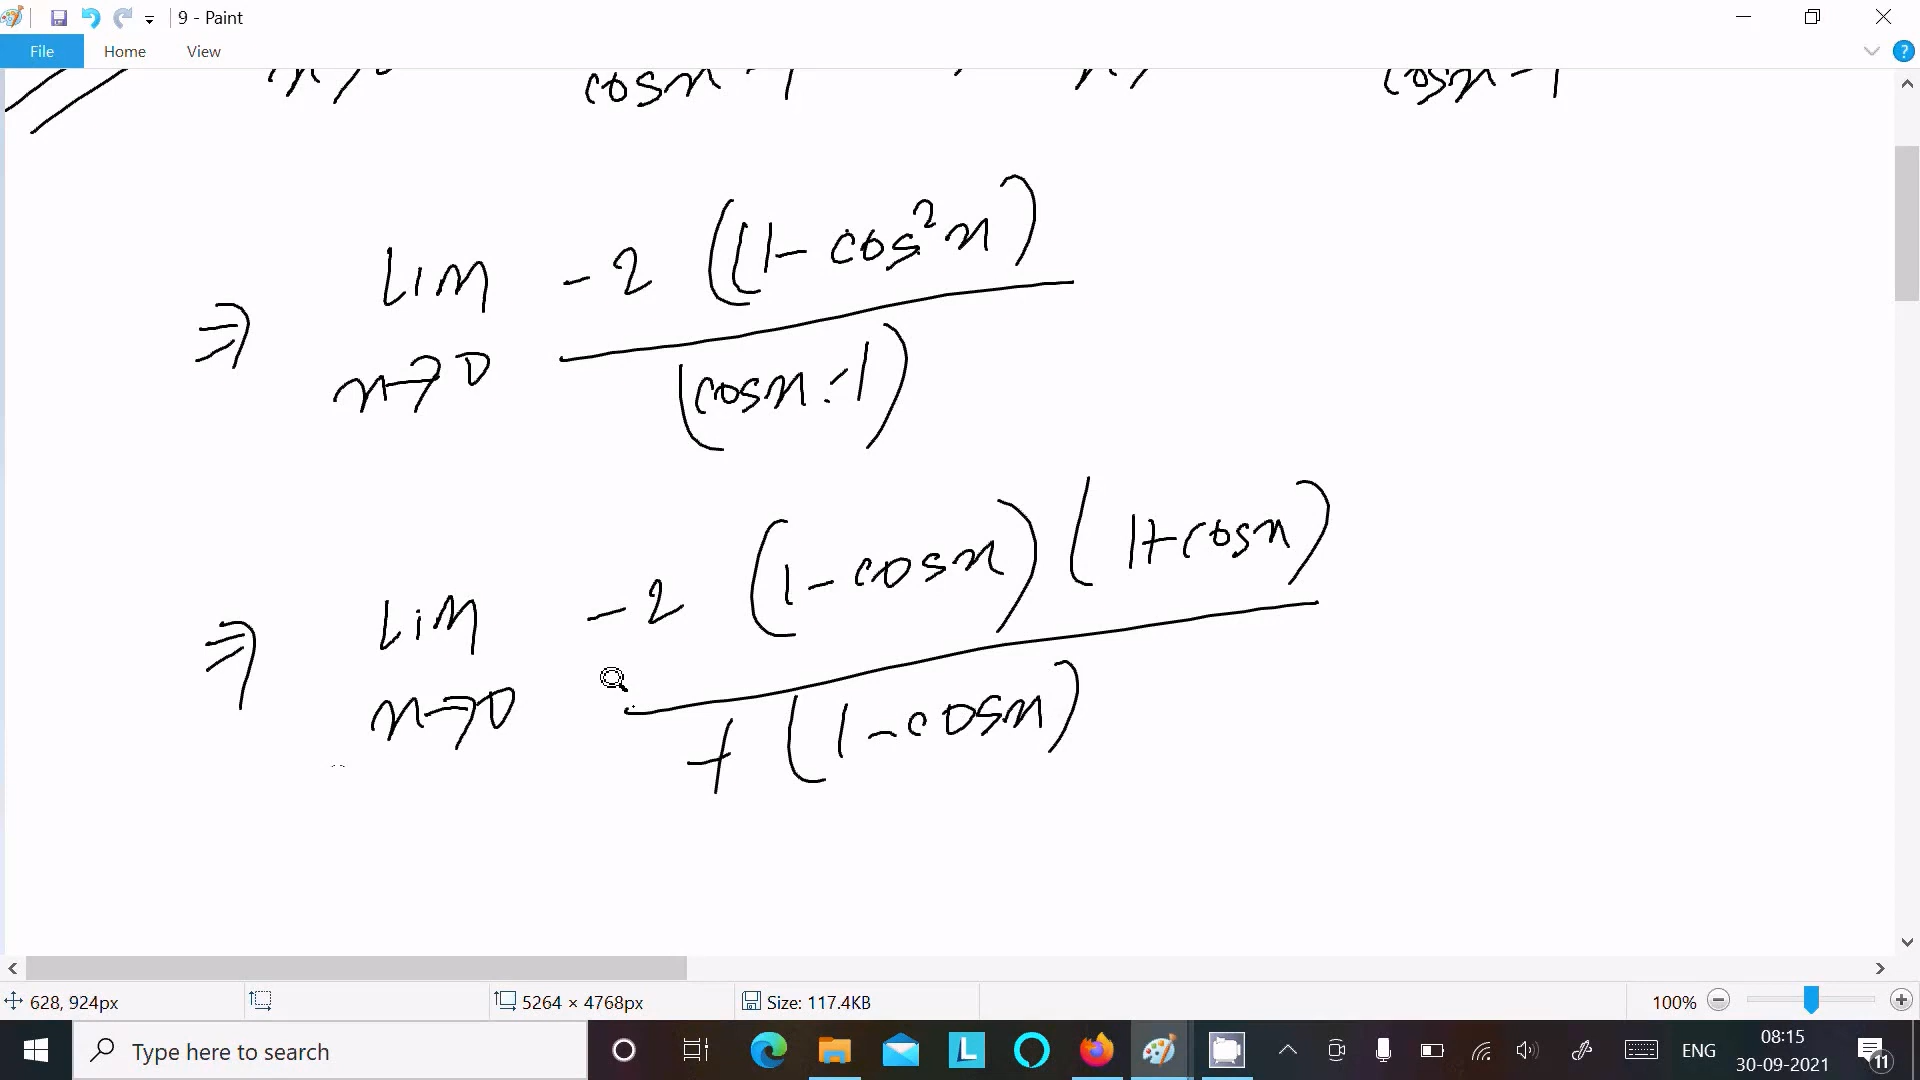 9 - Paint
File Home View
cosx - 1 cosx - 1
⇒ Lim -2 (1 - cos²x)
x→0 (cosx - 1)
⇒ Lim -2 (1 - cosx) (1+cosx)
x→0 + (1 - cosx)
628, 924px 5264 × 4768px Size: 117.4KB 100%
Type here to search L ENG 08:15
30-09-2021 11